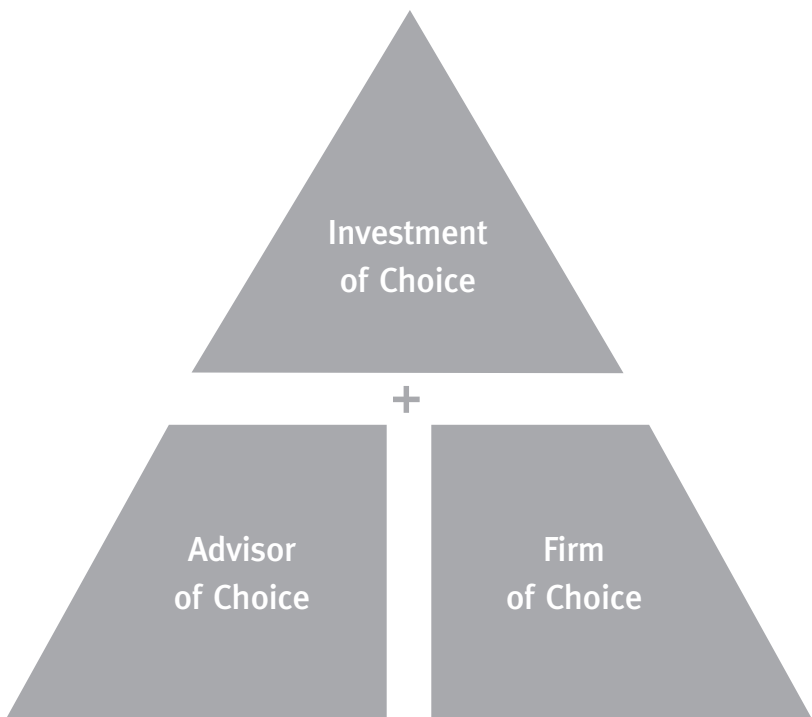 Investment
of Choice
+
Advisor
of Choice
Firm
of Choice